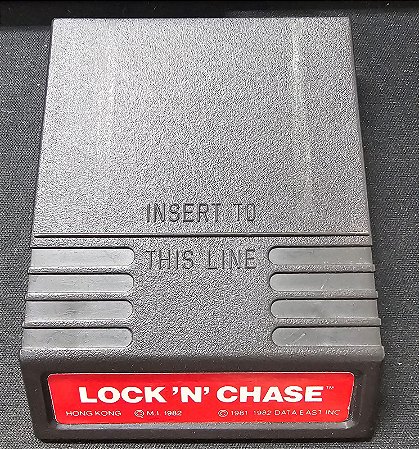 INSERT TO
THIS LINE
LOCK 'N' CHASE™
HONG KONG © M.I. 1982 © 1981 1982 DATA EAST INC